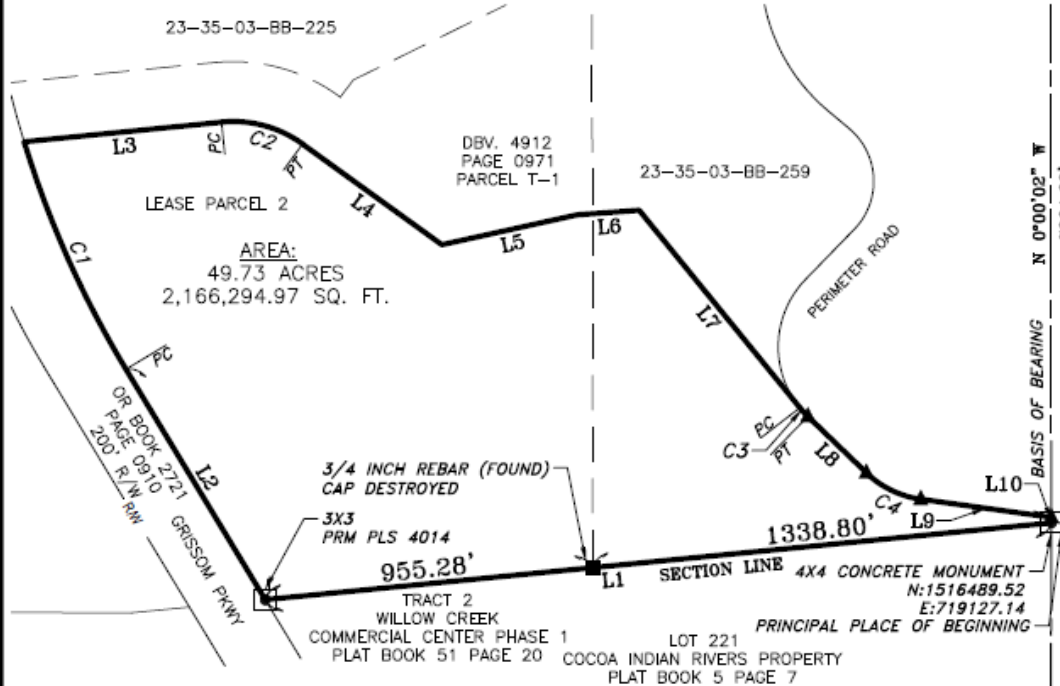 23-35-03-BB-225
L3
PC
C2
PT
L4
DBV. 4912
PAGE 0971
PARCEL T-1
23-35-03-BB-259
L5
L6
LEASE PARCEL 2
AREA:
49.73 ACRES
2,166,294.97 SQ. FT.
C1
PC
L2
OR BOOK 2721
PAGE 0910
200' R/W
R/W
GRISSOM PKWY
L7
PERIMETER ROAD
N 0°00'02" W
BASIS OF BEARING
PC
C3
PT
L8
C4
L9
L10
3/4 INCH REBAR (FOUND)
CAP DESTROYED
3X3
PRM PLS 4014
955.28'
L1
1338.80'
SECTION LINE
4X4 CONCRETE MONUMENT
N:1516489.52
E:719127.14
PRINCIPAL PLACE OF BEGINNING
TRACT 2
WILLOW CREEK
COMMERCIAL CENTER PHASE 1
PLAT BOOK 51 PAGE 20
LOT 221
COCOA INDIAN RIVERS PROPERTY
PLAT BOOK 5 PAGE 7